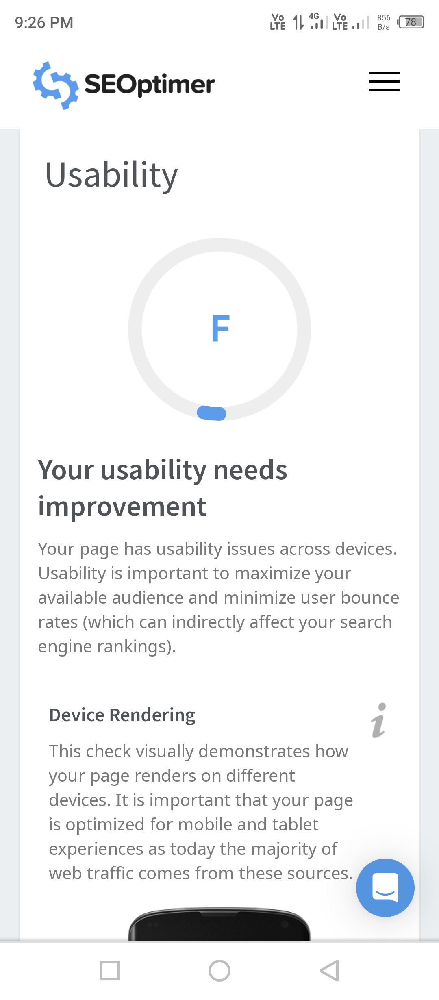 9:26 PM
Vo LTE 4G Vo LTE 856 B/s 78
SEOptimer
Usability
F
Your usability needs
improvement
Your page has usability issues across devices.
Usability is important to maximize your
available audience and minimize user bounce
rates (which can indirectly affect your search
engine rankings).
Device Rendering
i
This check visually demonstrates how
your page renders on different
devices. It is important that your page
is optimized for mobile and tablet
experiences as today the majority of
web traffic comes from these sources.